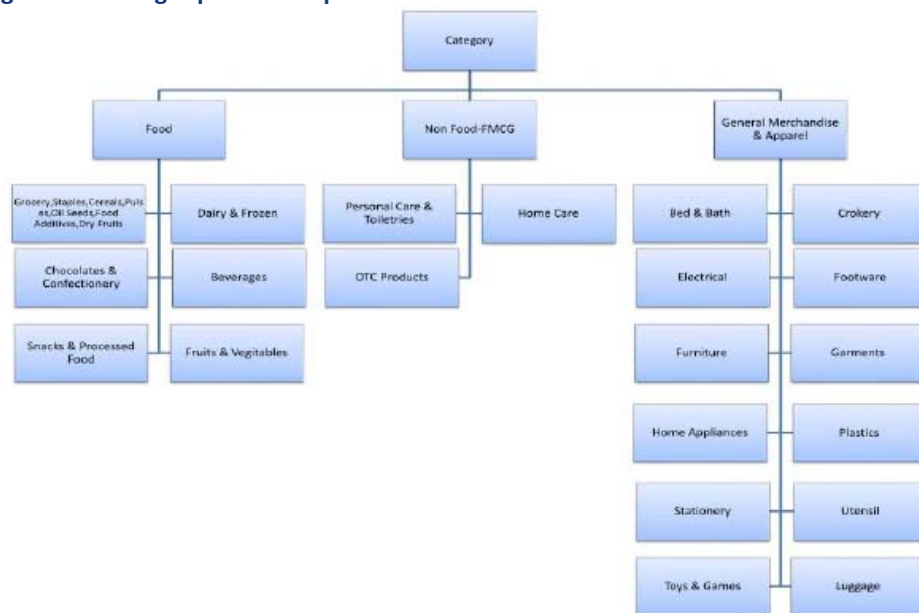 Category
Food
Non Food-FMCG
General Merchandise
& Apparel
Grocery,Staples,Cereals,Puls
es,Oil Seeds,Food
Additives,Dry Fruits
Dairy & Frozen
Personal Care &
Toiletries
Home Care
Bed & Bath
Crokery
Chocolates &
Confectionery
Beverages
OTC Products
Electrical
Footware
Snacks & Processed
Food
Fruits & Vegitables
Furniture
Garments
Home Appliances
Plastics
Stationery
Utensil
Toys & Games
Luggage